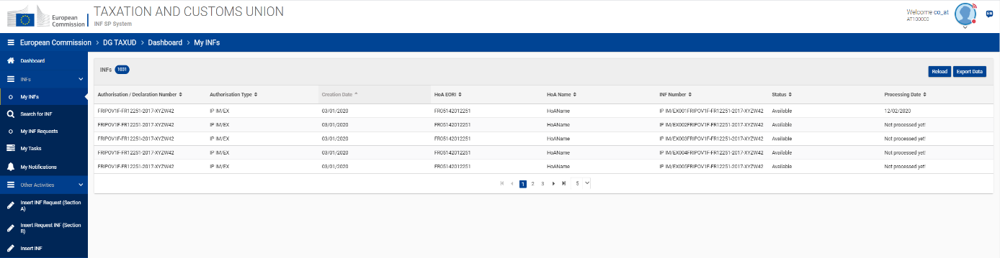 European
Commission
TAXATION AND CUSTOMS UNION
INF SP System
Welcome co_at
AT100000
EN
European Commission > DG TAXUD > Dashboard > My INFs
Dashboard
INFs
My INFs
Search for INF
My INF Requests
My Tasks
My Notifications
Other Activities
Insert INF Request (Section
A)
Insert Request INF (Section
B)
Insert INF
INFs 1031
Reload Export Data
Authorisation / Declaration Number Authorisation Type Creation Date HoA EORI HoA Name INF Number Status Processing Date
FRIPOV1F-FR12251-2017-XYZW42 IP IM/EX 03/01/2020 FR05142012251 HoAName IP IM/EX001FRIPOV1F-FR12251-2017-XYZW42 Available 12/02/2020
FRIPOV1F-FR12251-2017-XYZW42 IP IM/EX 03/01/2020 FR05142012251 HoAName IP IM/EX002FRIPOV1F-FR12251-2017-XYZW42 Available Not processed yet!
FRIPOV1F-FR12251-2017-XYZW42 IP IM/EX 03/01/2020 FR05142012251 HoAName IP IM/EX003FRIPOV1F-FR12251-2017-XYZW42 Available Not processed yet!
FRIPOV1F-FR12251-2017-XYZW42 IP IM/EX 03/01/2020 FR05142012251 HoAName IP IM/EX004FRIPOV1F-FR12251-2017-XYZW42 Available Not processed yet!
FRIPOV1F-FR12251-2017-XYZW42 IP IM/EX 03/01/2020 FR05142012251 HoAName IP IM/EX005FRIPOV1F-FR12251-2017-XYZW42 Available Not processed yet!
1 2 3 5